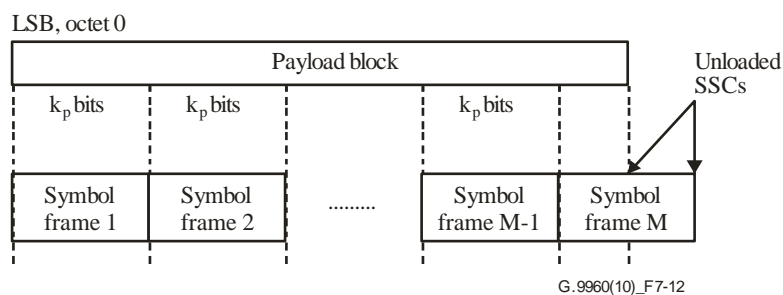 LSB, octet 0
Payload block
Unloaded
SSCs
kp bits
kp bits
kp bits
Symbol
frame 1
Symbol
frame 2
.........
Symbol
frame M-1
Symbol
frame M
G.9960(10)_F7-12